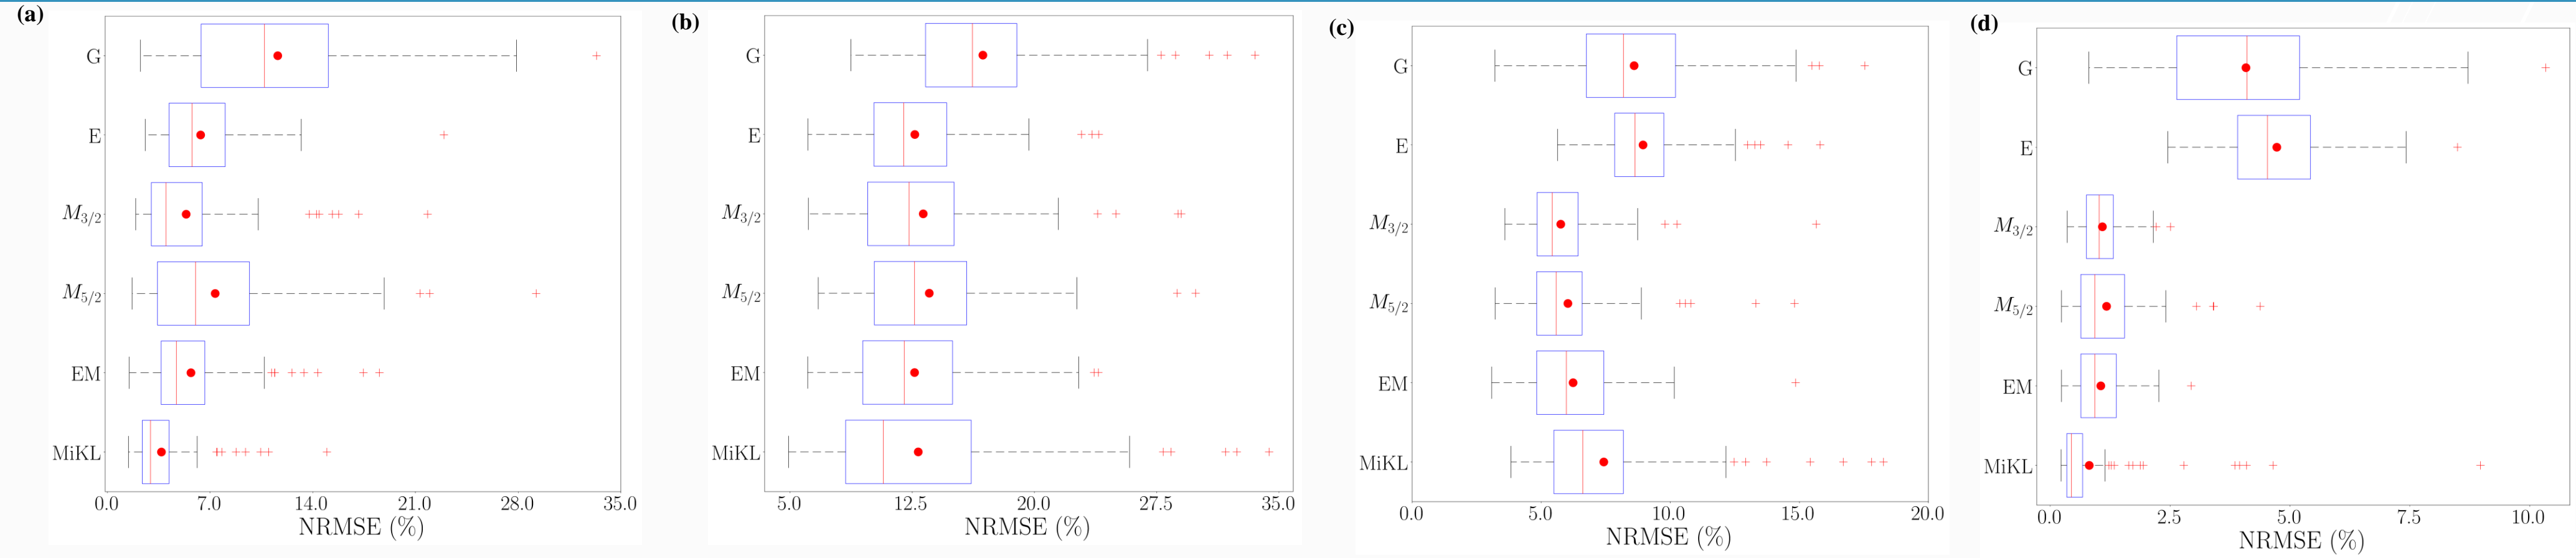 (a)
G
E
M3/2
M5/2
EM
MiKL
0.0 7.0 14.0 21.0 28.0 35.0
NRMSE (%)
(b)
G
E
M3/2
M5/2
EM
MiKL
5.0 12.5 20.0 27.5 35.0
NRMSE (%)
(c)
G
E
M3/2
M5/2
EM
MiKL
0.0 5.0 10.0 15.0 20.0
NRMSE (%)
(d)
G
E
M3/2
M5/2
EM
MiKL
0.0 2.5 5.0 7.5 10.0
NRMSE (%)